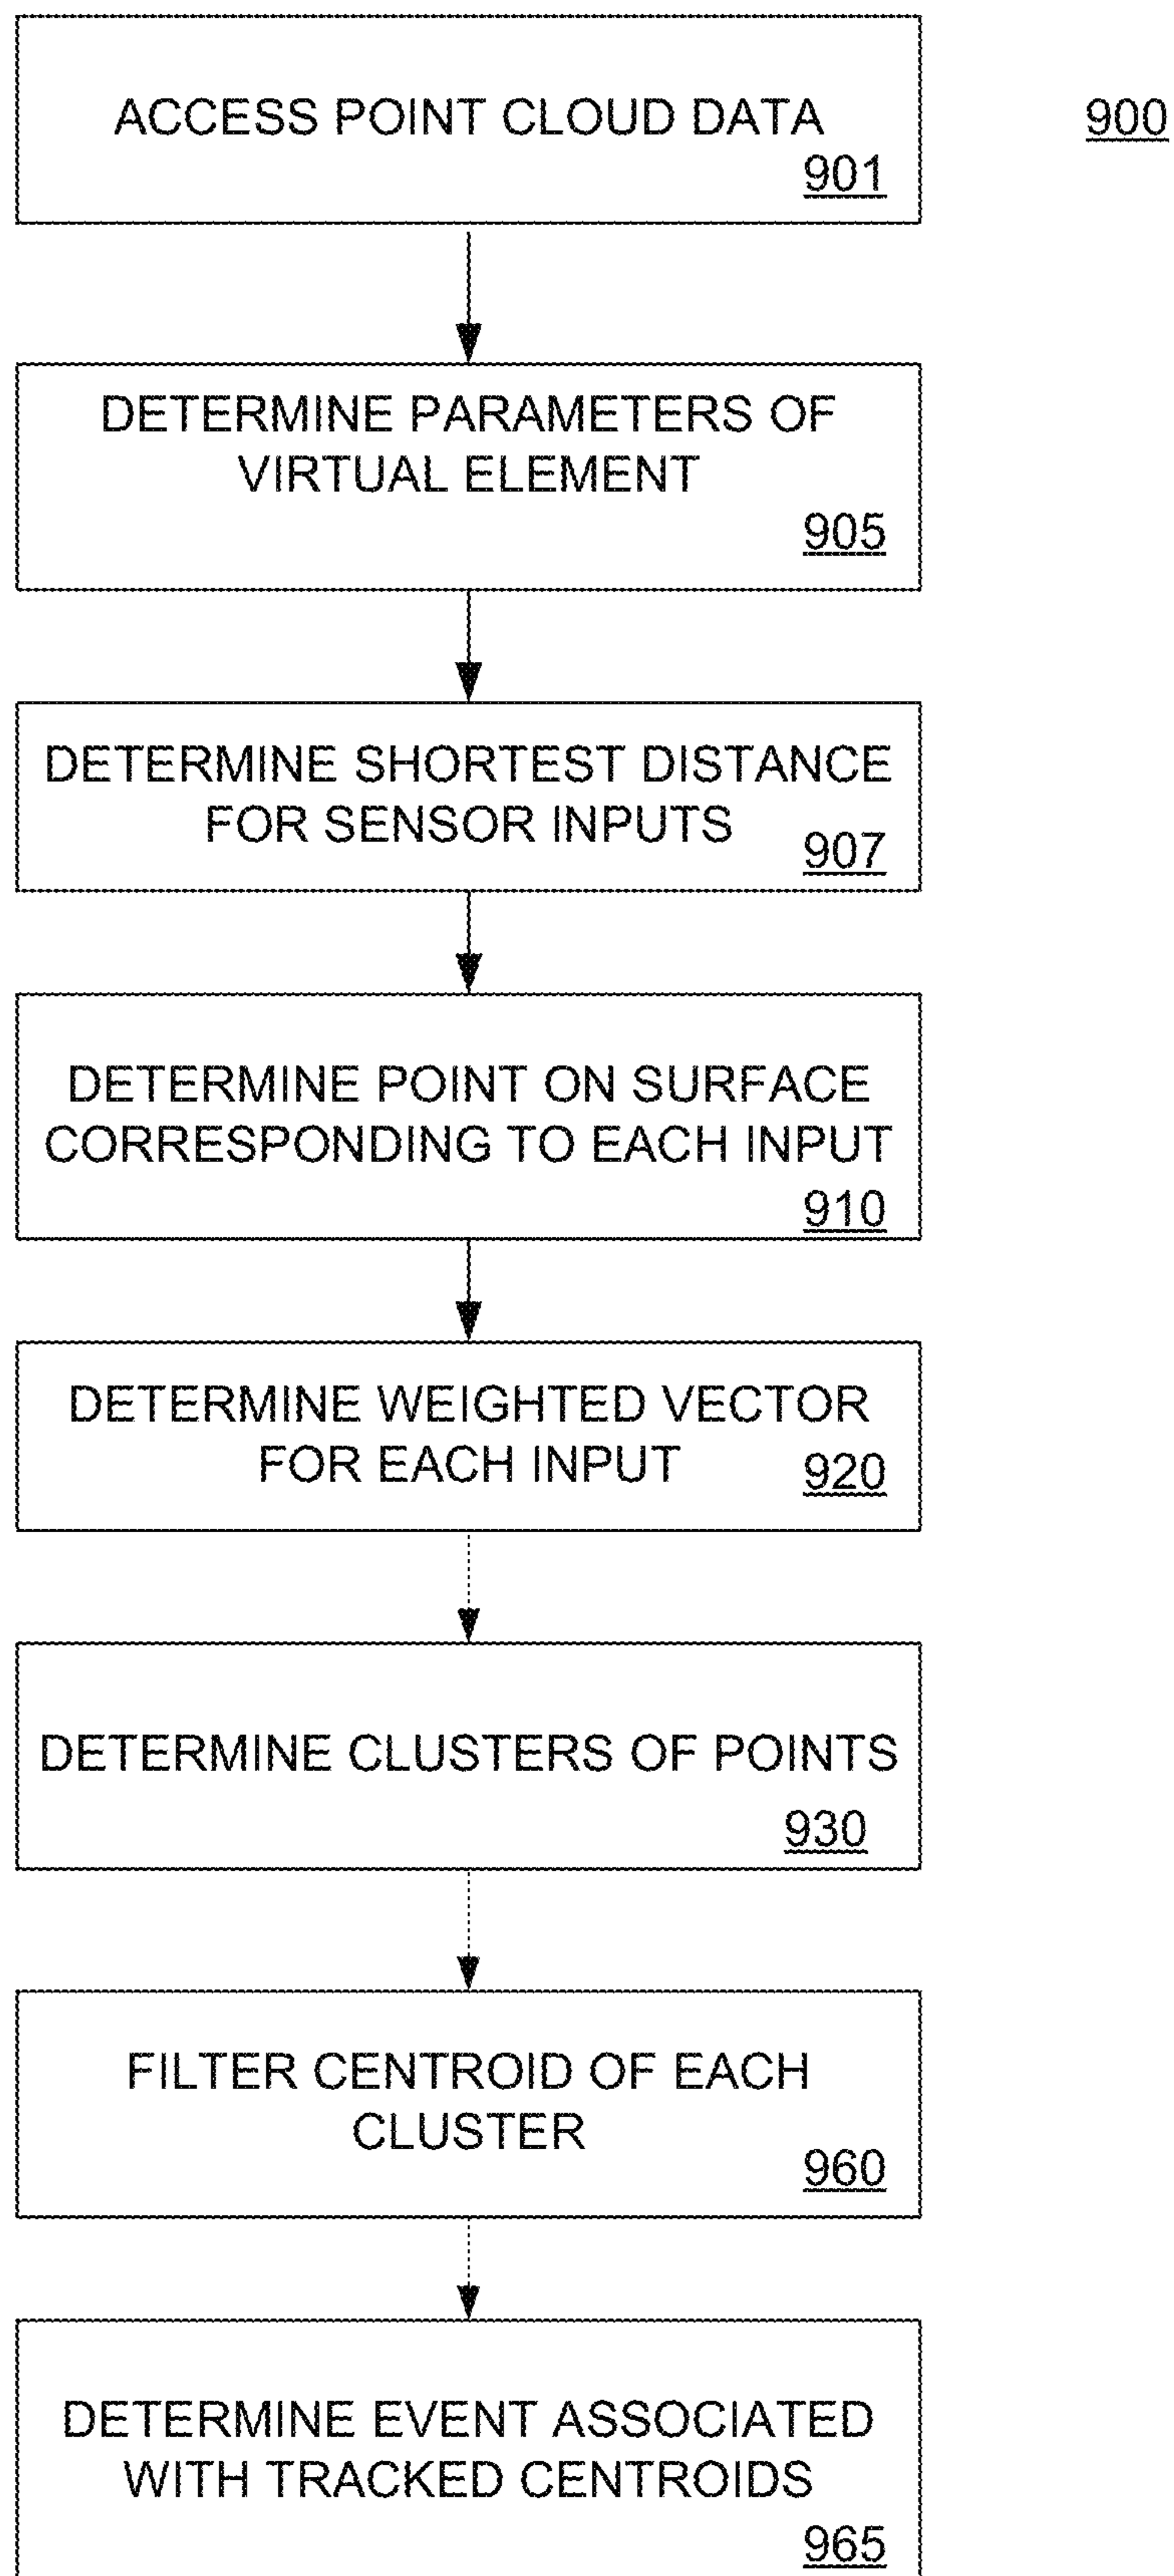 ACCESS POINT CLOUD DATA
900
901
DETERMINE PARAMETERS OF
VIRTUAL ELEMENT
905
DETERMINE SHORTEST DISTANCE
FOR SENSOR INPUTS
907
DETERMINE POINT ON SURFACE
CORRESPONDING TO EACH INPUT
910
DETERMINE WEIGHTED VECTOR
FOR EACH INPUT
920
DETERMINE CLUSTERS OF POINTS
930
FILTER CENTROID OF EACH
CLUSTER
960
DETERMINE EVENT ASSOCIATED
WITH TRACKED CENTROIDS
965